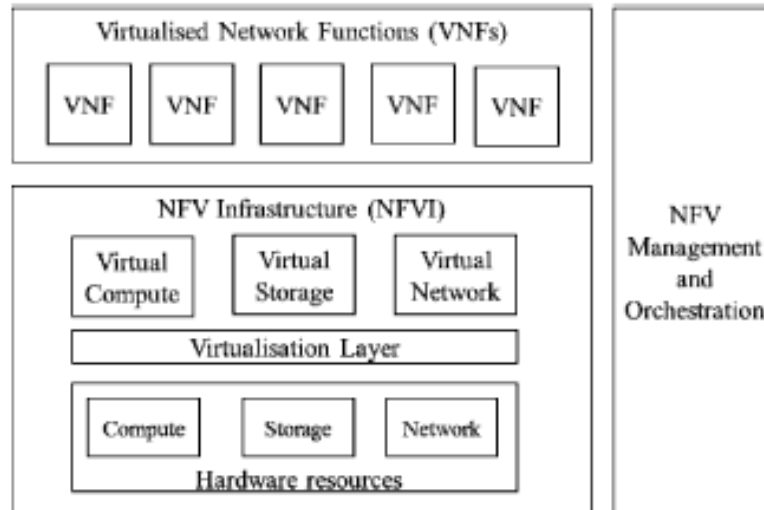 Virtualised Network Functions (VNFs)
VNF VNF VNF VNF VNF
NFV Infrastructure (NFVI)
Virtual Compute
Virtual Storage
Virtual Network
Virtualisation Layer
Compute Storage Network
Hardware resources
NFV
Management
and
Orchestration